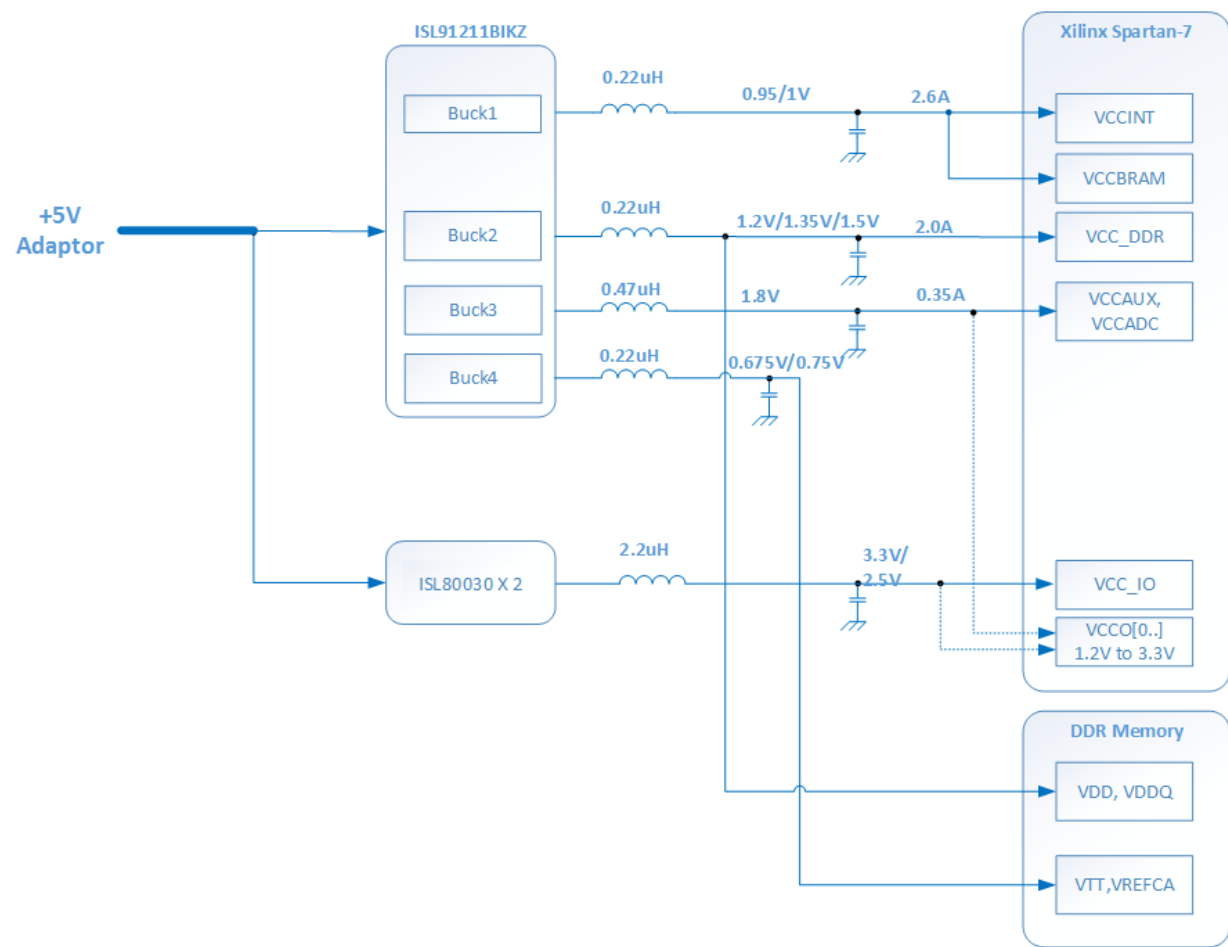 ISL91211BIKZ
Xilinx Spartan-7
0.22uH
0.95/1V
2.6A
Buck1
VCCINT
VCCBRAM
+5V
Adaptor
0.22uH
1.2V/1.35V/1.5V
2.0A
Buck2
VCC_DDR
0.47uH
1.8V
0.35A
Buck3
VCCAUX,
VCCADC
0.22uH
0.675V/0.75V
Buck4
2.2uH
3.3V/
2.5V
ISL80030 X 2
VCC_IO
VCCO[0..]
1.2V to 3.3V
DDR Memory
VDD, VDDQ
VTT,VREFCA